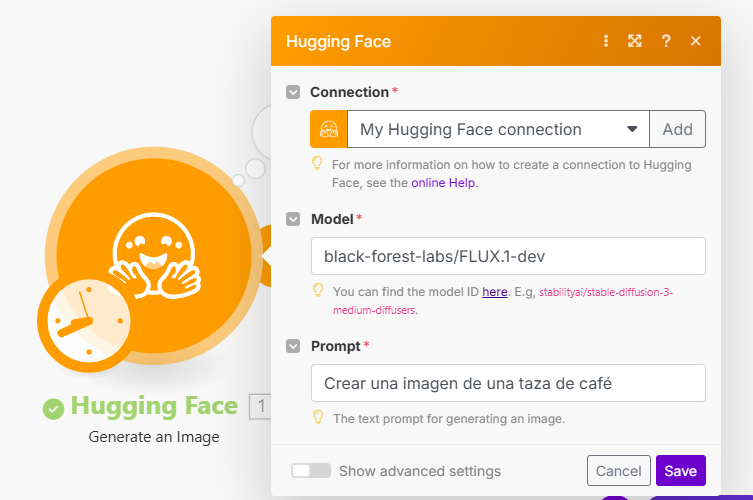 Hugging Face
Connection *
My Hugging Face connection
Add
For more information on how to create a connection to Hugging
Face, see the online Help.
Model *
black-forest-labs/FLUX.1-dev
You can find the model ID here. E.g, stabilityai/stable-diffusion-3-
medium-diffusers.
Prompt *
Crear una imagen de una taza de café
The text prompt for generating an image.
Show advanced settings
Cancel
Save
Hugging Face
1
Generate an Image